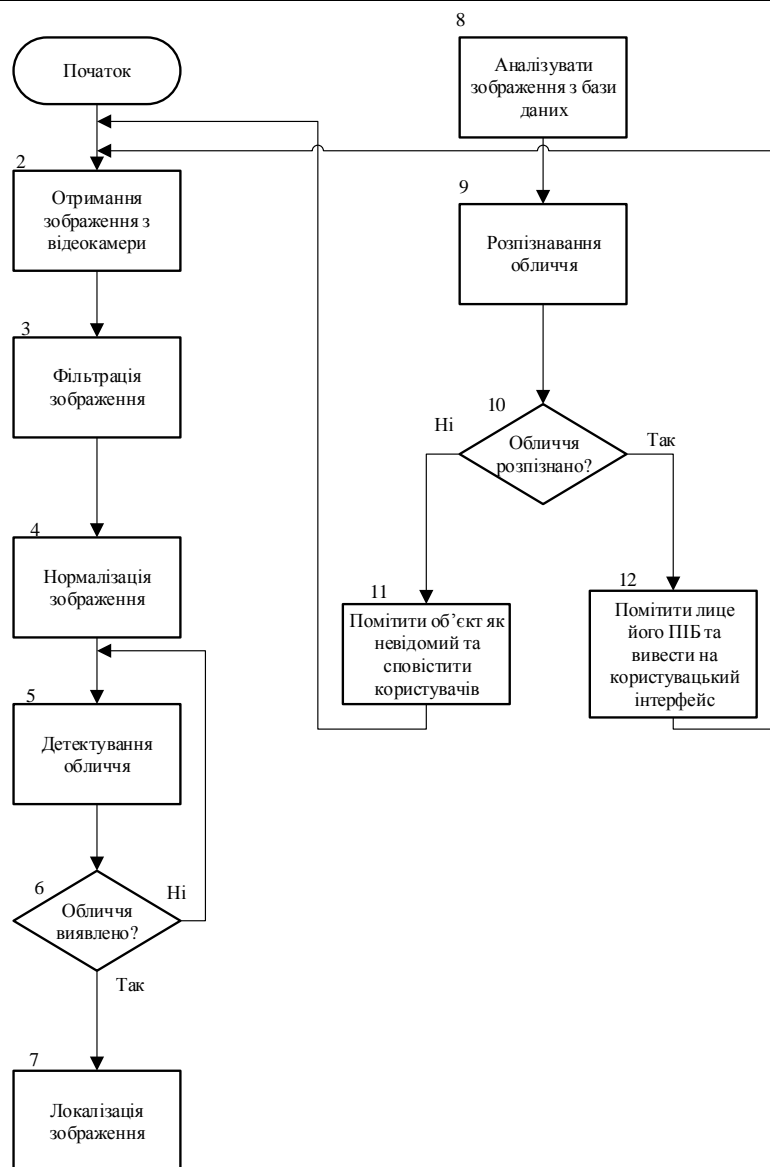 Початок
2
Отримання
зображення з
відеокамери
3
Фільтрація
зображення
4
Нормалізація
зображення
5
Детектування
обличчя
6
Обличчя
виявлено?
Ні
Так
7
Локалізація
зображення
8
Аналізувати
зображення з бази
даних
9
Розпізнавання
обличчя
10
Обличчя
розпізнано?
Ні
Так
11
Помітити об’єкт як
невідомий та
сповістити
користувачів
12
Помітити лице
його ПІБ та
вивести на
користувацький
інтерфейс